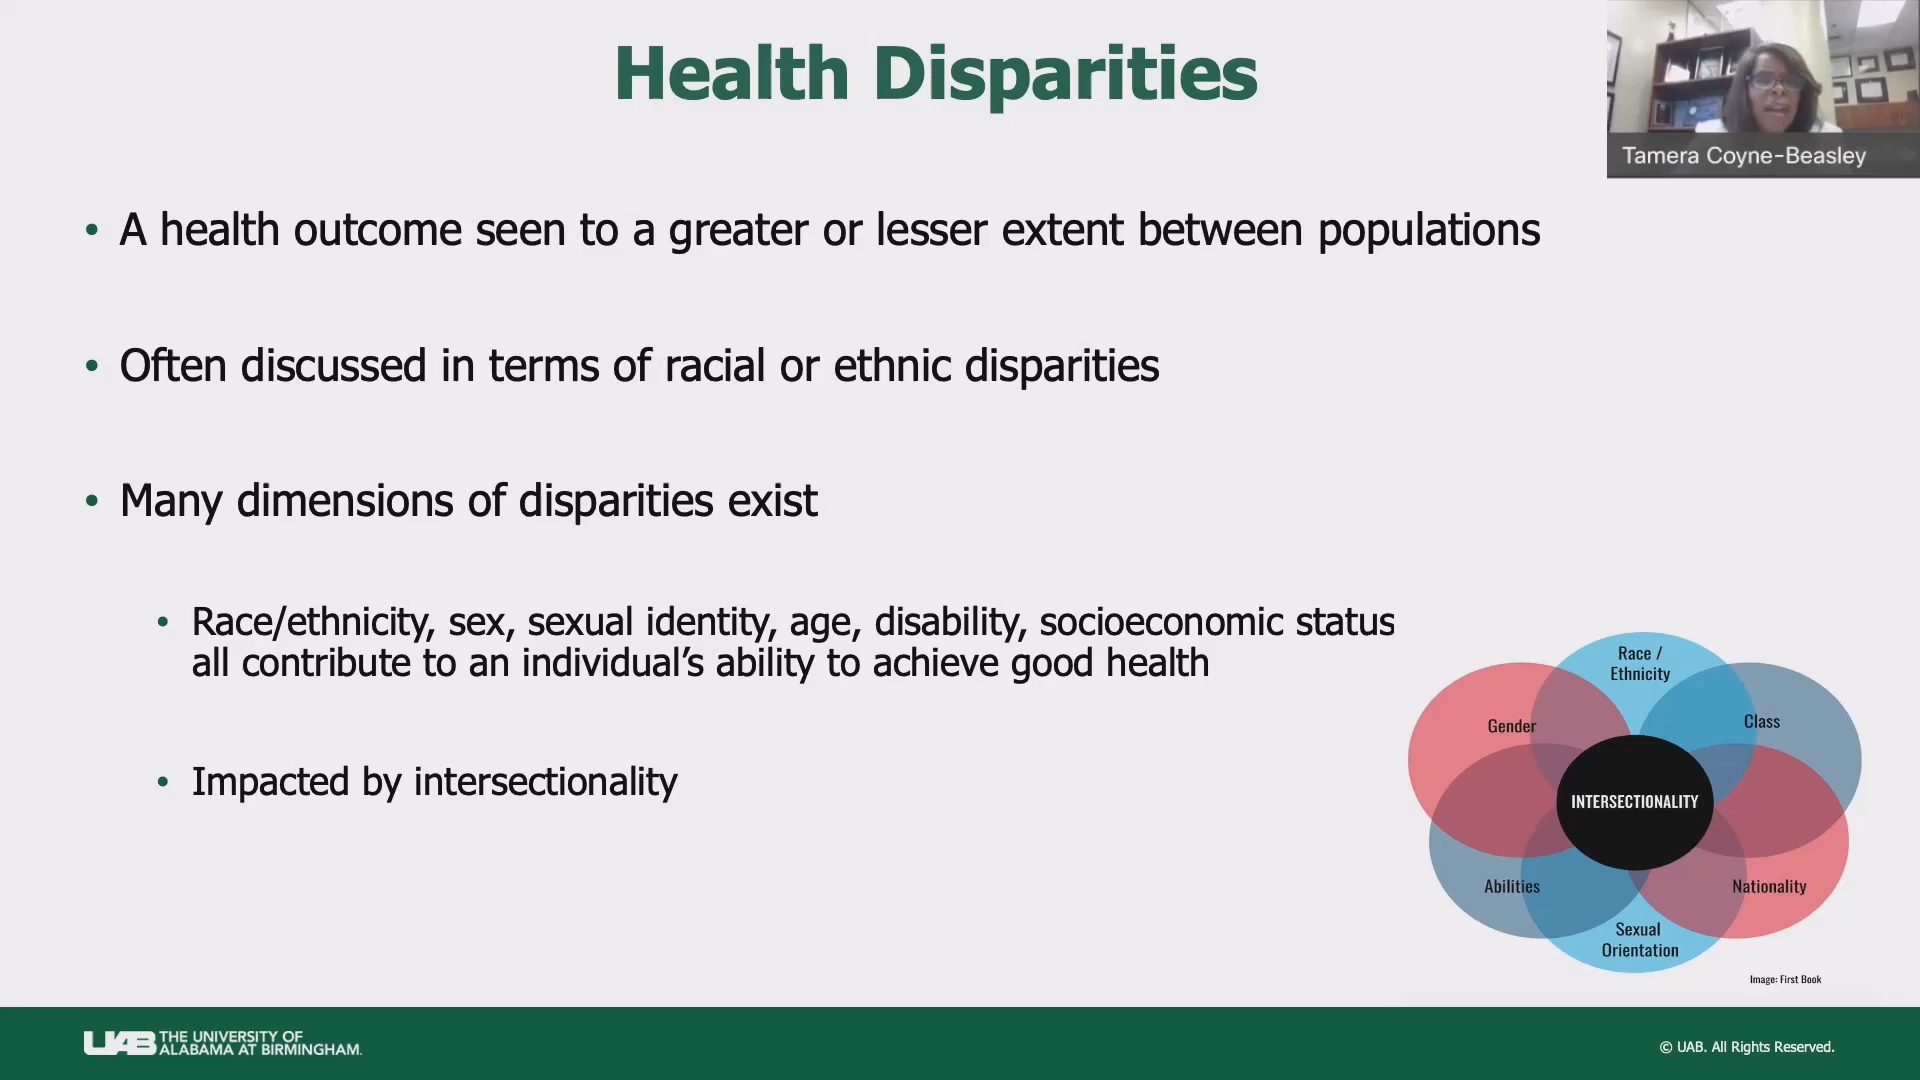 Health Disparities
Tamera Coyne-Beasley
• A health outcome seen to a greater or lesser extent between populations
• Often discussed in terms of racial or ethnic disparities
• Many dimensions of disparities exist
• Race/ethnicity, sex, sexual identity, age, disability, socioeconomic status
all contribute to an individual’s ability to achieve good health
• Impacted by intersectionality
Race /
Ethnicity
Gender
Class
INTERSECTIONALITY
Abilities
Nationality
Sexual
Orientation
Image: First Book
UAB THE UNIVERSITY OF
ALABAMA AT BIRMINGHAM.
© UAB. All Rights Reserved.